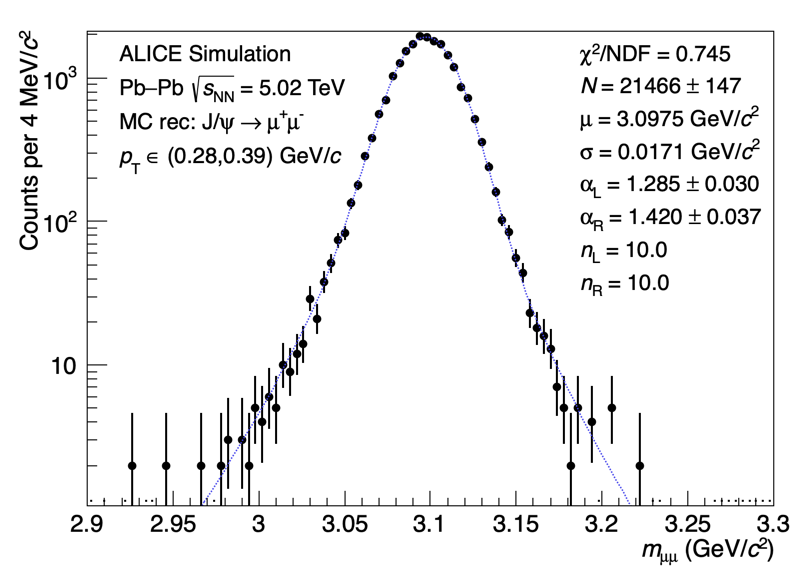 Counts per 4 MeV/c²
10³
10²
10
ALICE Simulation
Pb–Pb √sNN = 5.02 TeV
MC rec: J/ψ → μ⁺μ⁻
pT ∈ (0.28,0.39) GeV/c
χ²/NDF = 0.745
N = 21466 ± 147
μ = 3.0975 GeV/c²
σ = 0.0171 GeV/c²
αL = 1.285 ± 0.030
αR = 1.420 ± 0.037
nL = 10.0
nR = 10.0
2.9 2.95 3 3.05 3.1 3.15 3.2 3.25 3.3
mμμ (GeV/c²)